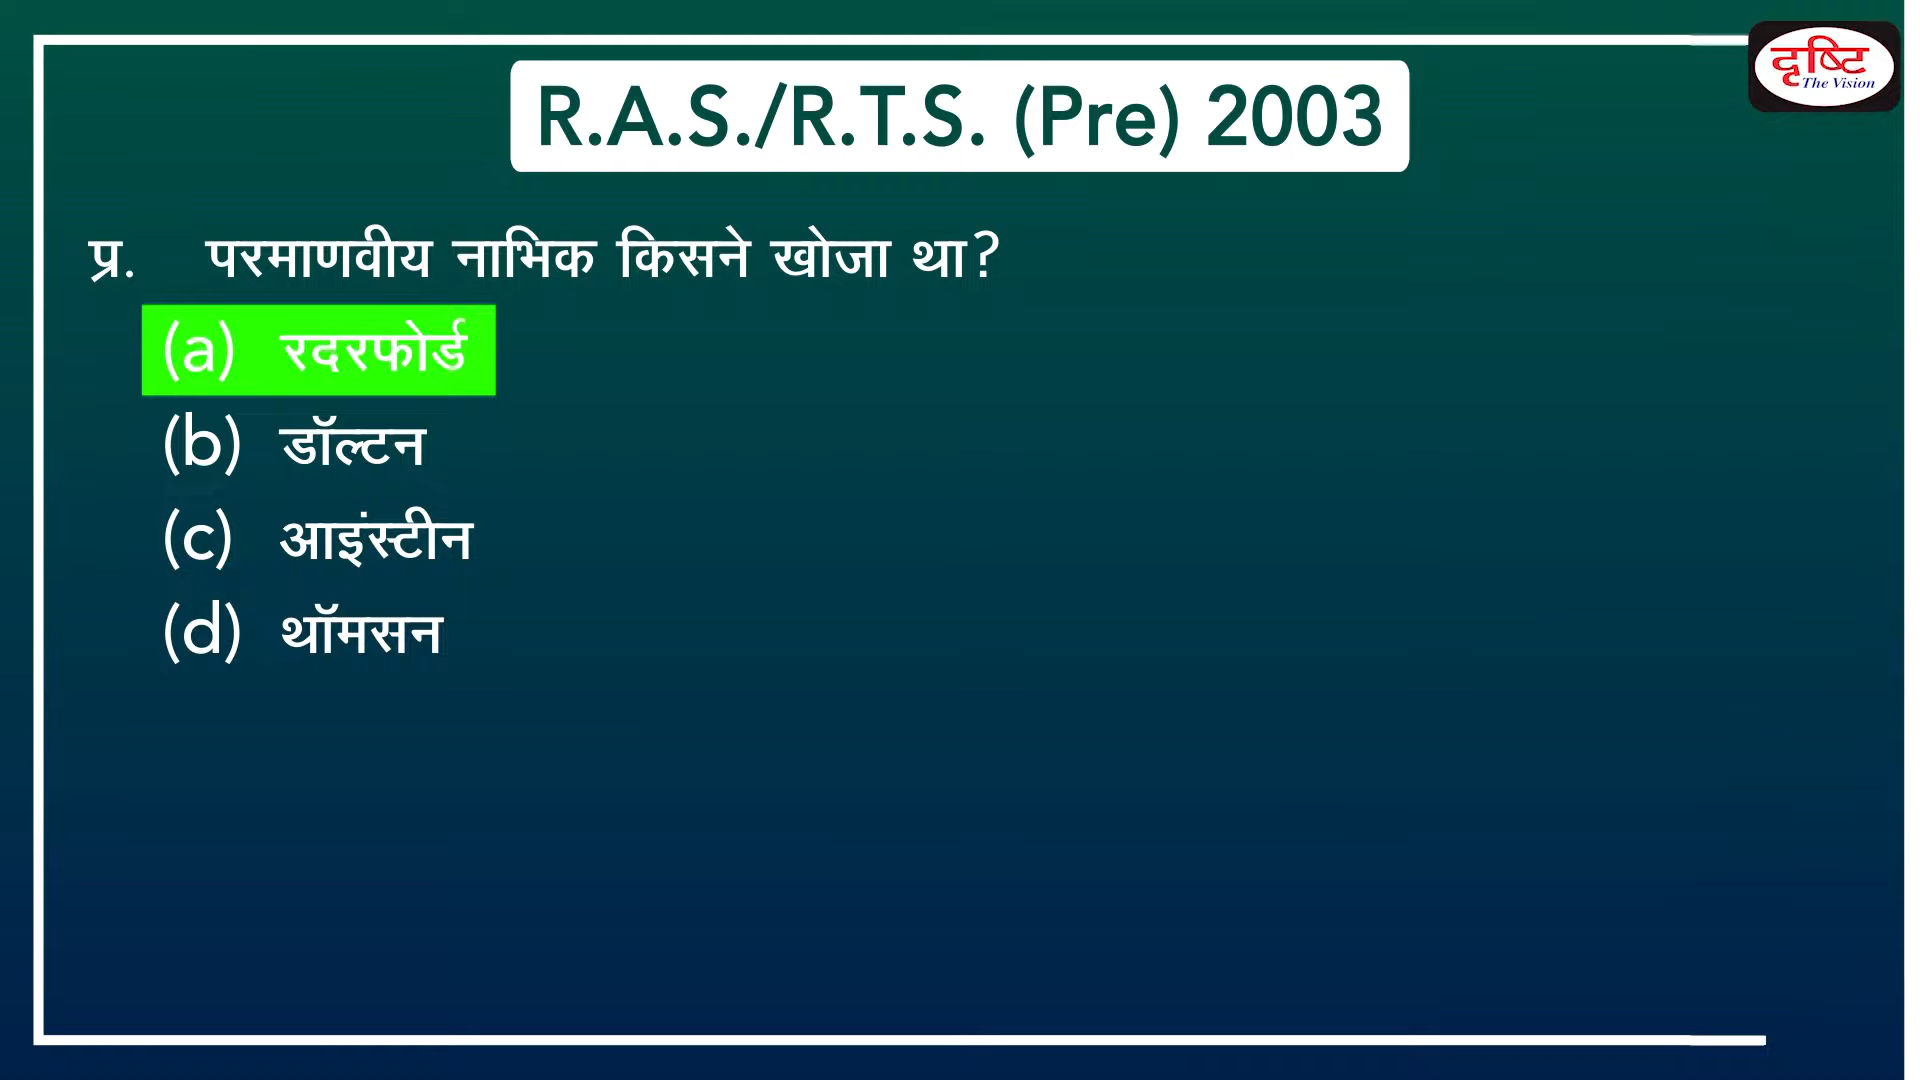 दृष्टि
The Vision
R.A.S./R.T.S. (Pre) 2003
प्र. परमाणवीय नाभिक किसने खोजा था?
(a) रदरफोर्ड
(b) डॉल्टन
(c) आइंस्टीन
(d) थॉमसन